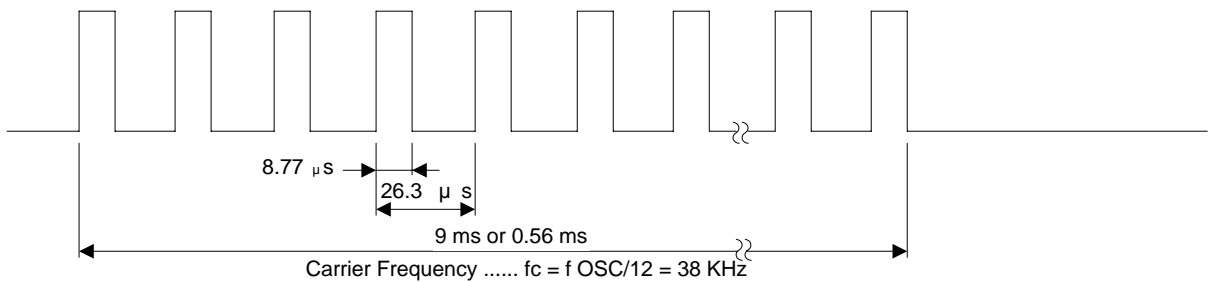 8.77 μs
26.3 μ s
9 ms or 0.56 ms
Carrier Frequency ...... fc = f OSC/12 = 38 KHz